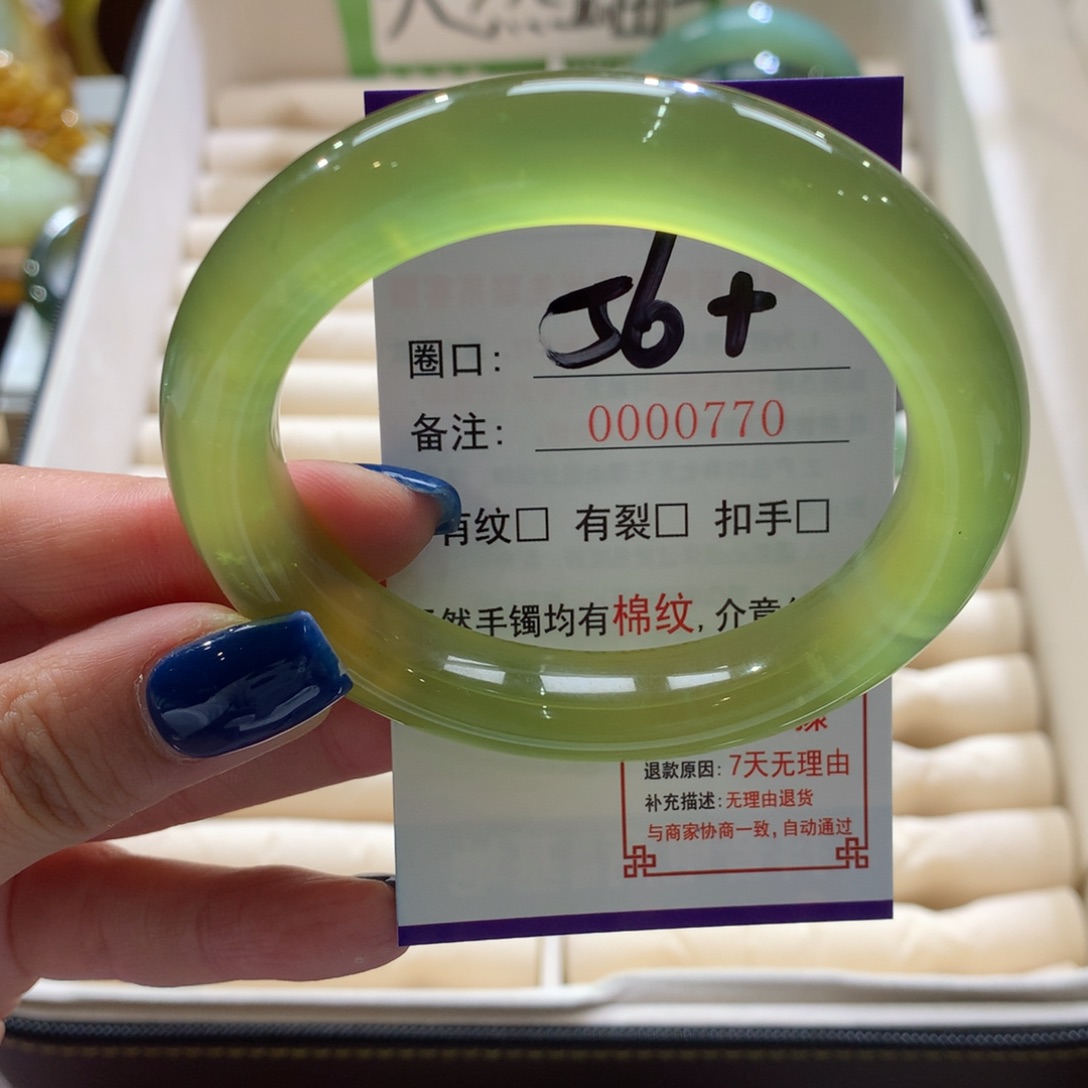 天然
圈口: 56+
备注: 0000770
有纹□ 有裂□ 扣手□
然手镯均有棉纹, 介意
退款原因: 7天无理由
补充描述: 无理由退货
与商家协商一致, 自动通过